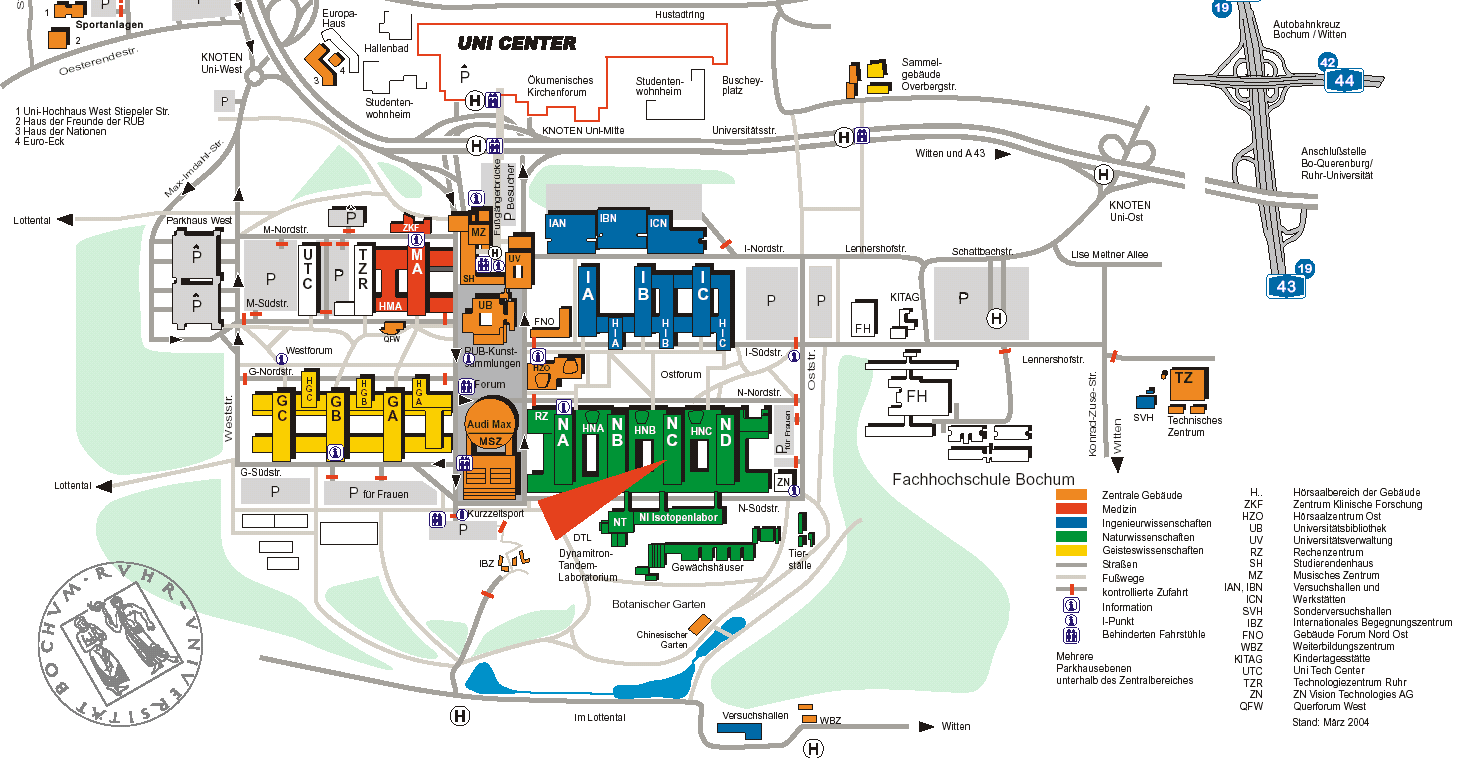 1
Sportanlagen
2
P
Oesterendestr.
KNOTEN
Uni-West
P
1 Uni-Hochhaus West Stiepeler Str.
2 Haus der Freunde der RUB
3 Haus der Nationen
4 Euro-Eck
Europa-
Haus
Hallenbad
4
3
Studenten-
wohnheim
Hustadtring
UNI CENTER
P
H
Ökumenisches
Kirchenforum
Studenten-
wohnheim
Buschey-
platz
KNOTEN Uni-Mitte
Universitätsstr.
H
H
Sammel-
gebäude
Overbergstr.
Witten und A 43
H
KNOTEN
Uni-Ost
19
Autobahnkreuz
Bochum / Witten
42
44
Anschlußstelle
Bo-Querenburg/
Ruhr-Universität
19
43
Max-Imdahl-Str.
Lottental
Parkhaus West
P
P
M-Nordstr.
P
ZKF
P
UTC
P
TZR
MA
HMA
M-Südstr.
QFW
Fußgängerbrücke
P Besucher
MZ
H
UV
SH
UB
FNO
RUB-Kunst-
sammlungen
HZO
Forum
IAN
IBN
ICN
I-Nordstr.
IA
IB
IC
HIA
HIB
HIC
P
P
I-Südstr.
Oststr.
Ostforum
Lennershofstr.
Schattbachstr.
Lise Meitner Allee
FH
KITAG
P
H
Lennershofstr.
FH
Fachhochschule Bochum
Konrad-Zuse-Str.
Witten
TZ
SVH
Technisches
Zentrum
Westforum
G-Nordstr.
Weststr.
GC
HGC
GB
HGB
GA
HGA
G-Südstr.
Lottental
P
P für Frauen
Audi Max
MSZ
Kurzzeitsport
P
N-Nordstr.
RZ
NA
HNA
NB
HNB
NC
HNC
ND
P für Frauen
ZN
N-Südstr.
NT
NI Isotopenlabor
DTL
Dynamitron-
Tandem-
Laboratorium
Gewächshäuser
Tier-
ställe
IBZ
Botanischer Garten
Chinesischer
Garten
H
Im Lottental
Versuchshallen
WBZ
Witten
H
RVHR-VNIVERSITÄT BOCHVM
Zentrale Gebäude
Medizin
Ingenieurwissenschaften
Naturwissenschaften
Geisteswissenschaften
Straßen
Fußwege
kontrollierte Zufahrt
Information
I-Punkt
Behinderten Fahrstühle
Mehrere
Parkhausebenen
unterhalb des Zentralbereiches
H.. Hörsaalbereich der Gebäude
ZKF Zentrum Klinische Forschung
HZO Hörsaalzentrum Ost
UB Universitätsbibliothek
UV Universitätsverwaltung
RZ Rechenzentrum
SH Studierendenhaus
MZ Musisches Zentrum
IAN, IBN Versuchshallen und
ICN Werkstätten
SVH Sonderversuchshallen
IBZ Internationales Begegnungszentrum
FNO Gebäude Forum Nord Ost
WBZ Weiterbildungszentrum
KITAG Kindertagesstätte
UTC Uni Tech Center
TZR Technologiezentrum Ruhr
ZN ZN Vision Technologies AG
QFW Querforum West
Stand: März 2004